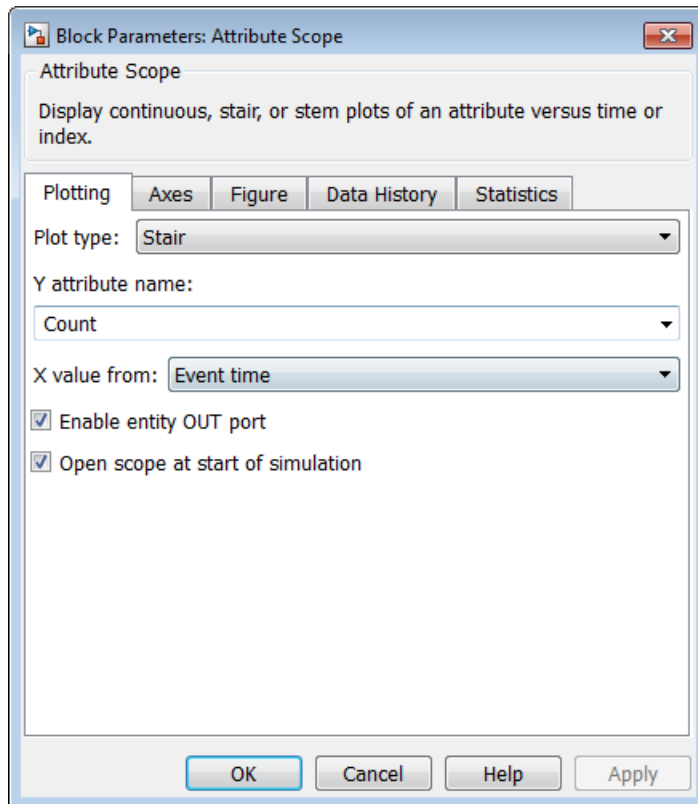 Block Parameters: Attribute Scope
Attribute Scope
Display continuous, stair, or stem plots of an attribute versus time or
index.
Plotting Axes Figure Data History Statistics
Plot type: Stair
Y attribute name:
Count
X value from: Event time
Enable entity OUT port
Open scope at start of simulation
OK Cancel Help Apply